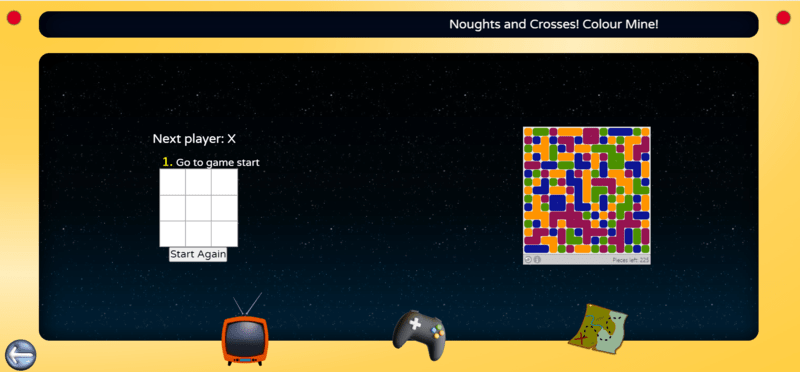 Noughts and Crosses! Colour Mine!
Next player: X
1. Go to game start
Start Again
Pieces left: 225